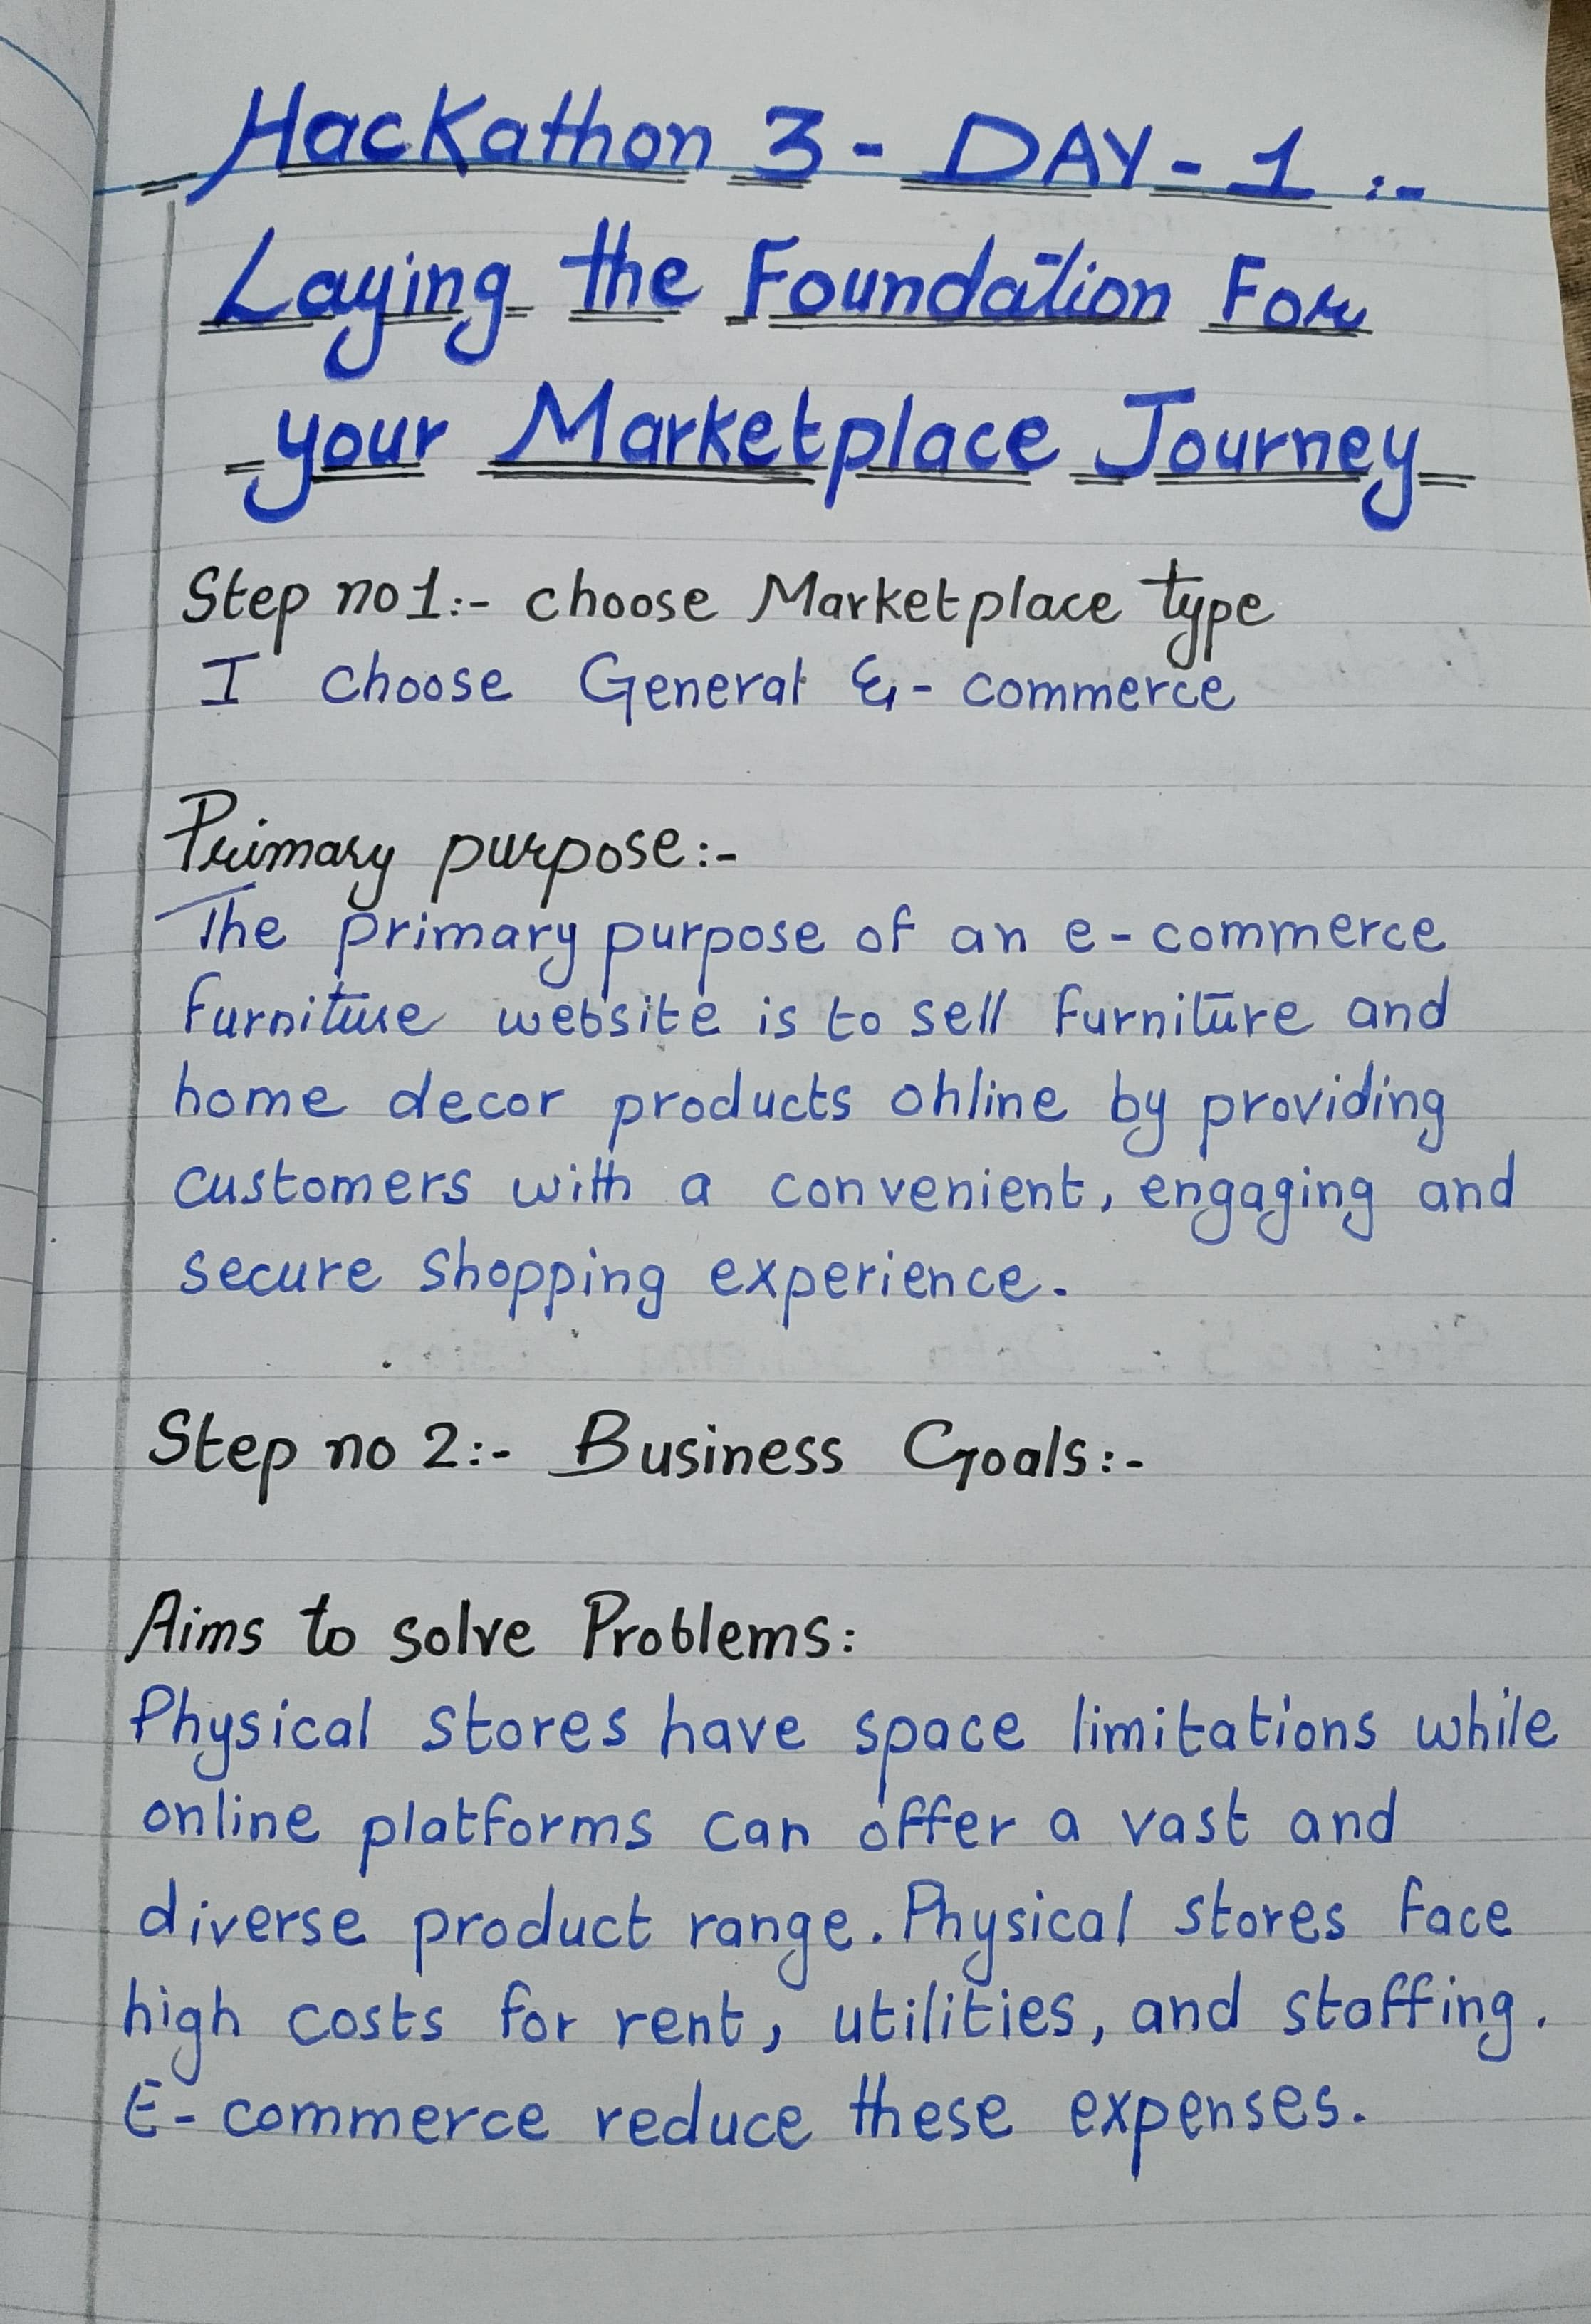 Hackathon 3 - DAY - 1 :-
Laying the Foundation For
your Marketplace Journey
Step no 1:- choose Marketplace type
I choose General E-commerce
Primary purpose:-
The primary purpose of an e-commerce
furniture website is to sell furniture and
home decor products online by providing
customers with a convenient, engaging and
secure shopping experience.
Step no 2:- Business Goals:-
Aims to solve Problems:
Physical stores have space limitations while
online platforms can offer a vast and
diverse product range. Physical stores face
high costs for rent, utilities, and staffing.
E-commerce reduce these expenses.